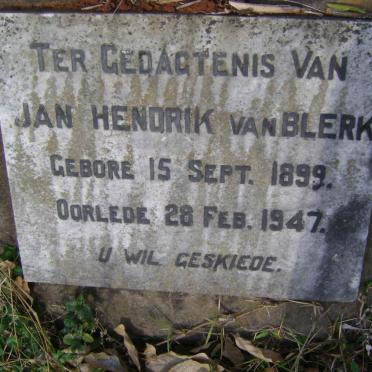 TER GEDAGTENIS VAN
JAN HENDRIK VAN BLERK
GEBORE 15 SEPT. 1899.
OORLEDE 28 FEB. 1947.
U WIL GESKIEDE.